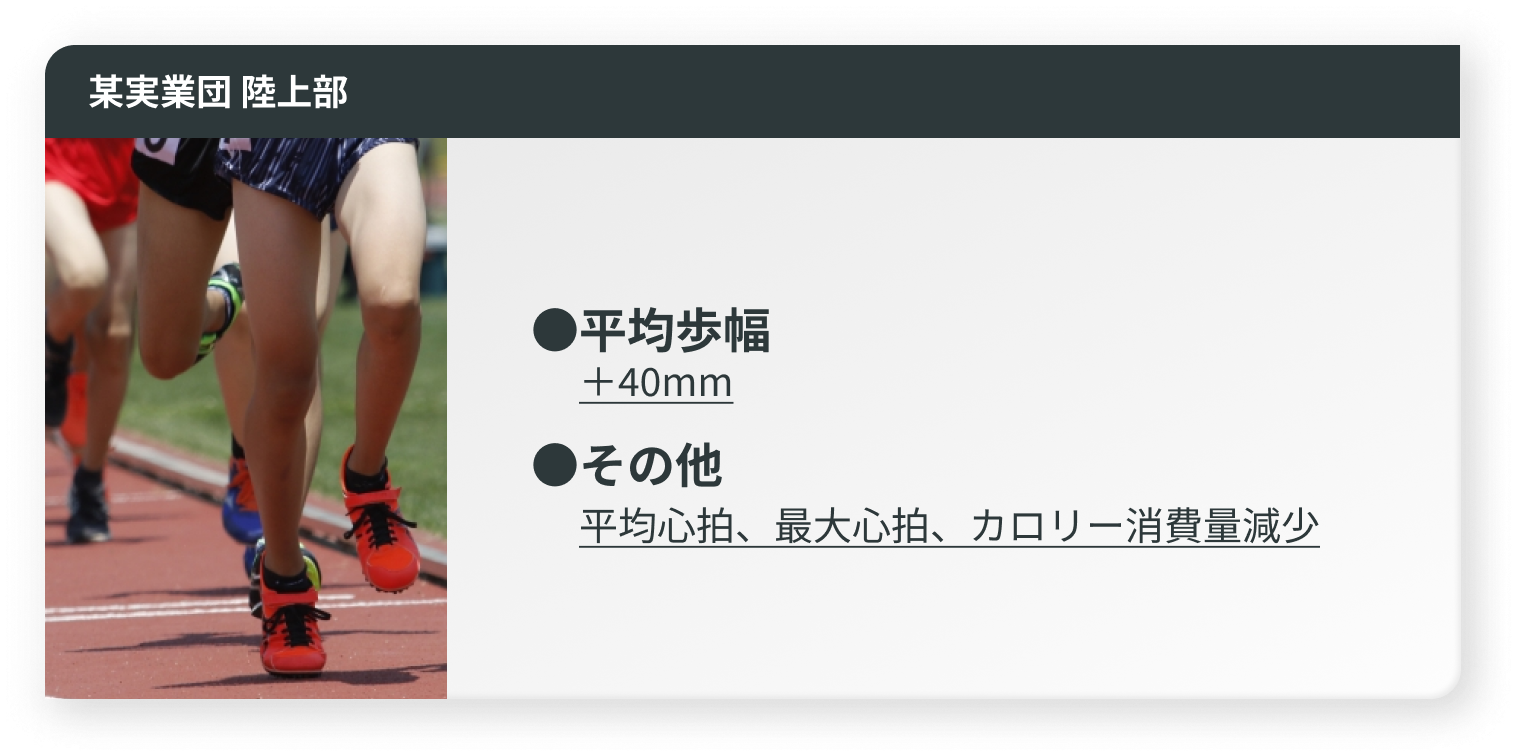 某実業団 陸上部
●平均歩幅
＋40mm
●その他
平均心拍、最大心拍、カロリー消費量減少